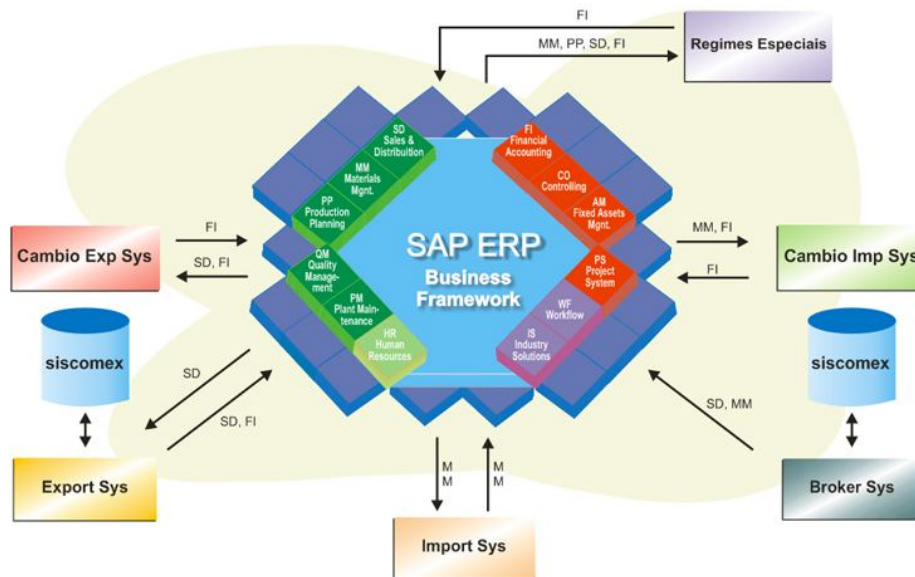 FI
Regimes Especiais
MM, PP, SD, FI
SD
Sales &
Distribuition
MM
Materials
Mgnt.
PP
Production
Planning
FI
Financial
Accounting
CO
Controlling
AM
Fixed Assets
Mgnt.
FI
Cambio Exp Sys
SD, FI
QM
Quality
Manage-
ment
PM
Plant Main-
tenance
HR
Human
Resources
SAP ERP
Business
Framework
PS
Project
System
WF
Workflow
IS
Industry
Solutions
MM, FI
Cambio Imp Sys
FI
siscomex
siscomex
SD
SD, FI
SD, MM
Export Sys
M
M
M
M
Import Sys
Broker Sys